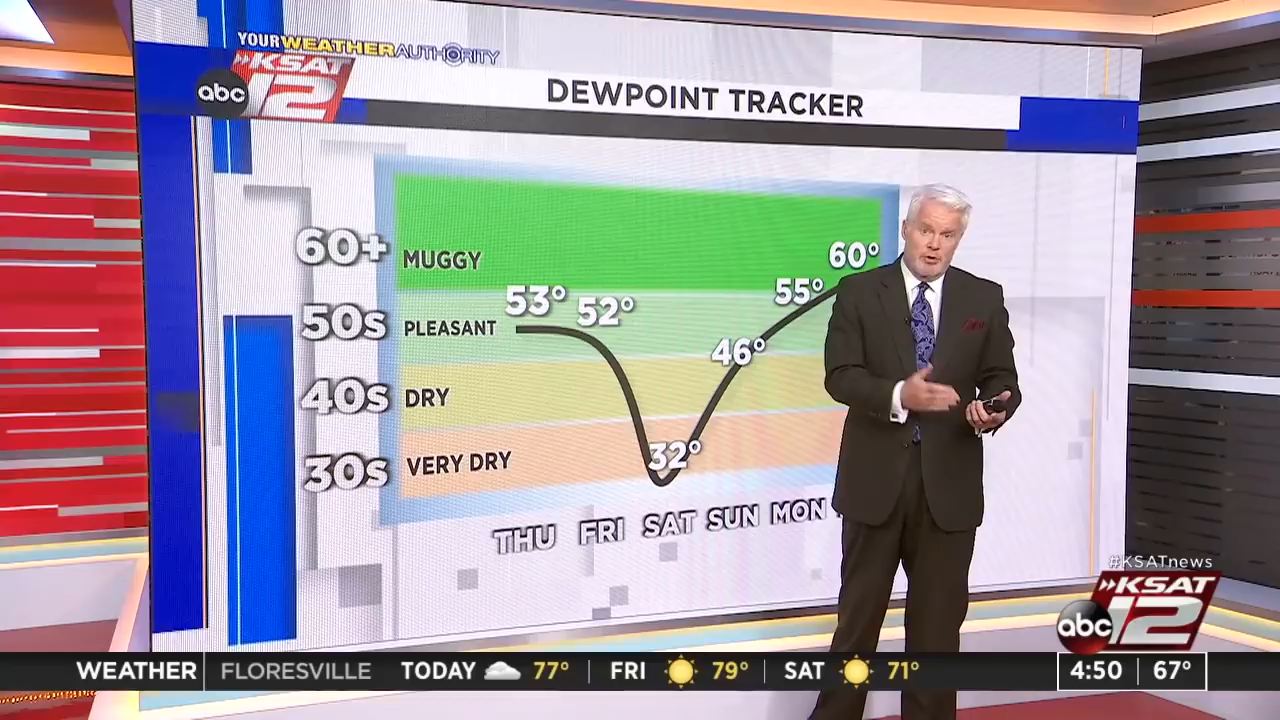 YOUR WEATHER AUTHORITY
abc KSAT 12
DEWPOINT TRACKER
60+ MUGGY
50s PLEASANT
40s DRY
30s VERY DRY
53° 52° 32° 46° 55° 60°
THU FRI SAT SUN MON
#KSATnews
abc KSAT 12
WEATHER FLORESVILLE TODAY 77° FRI 79° SAT 71° 4:50 67°